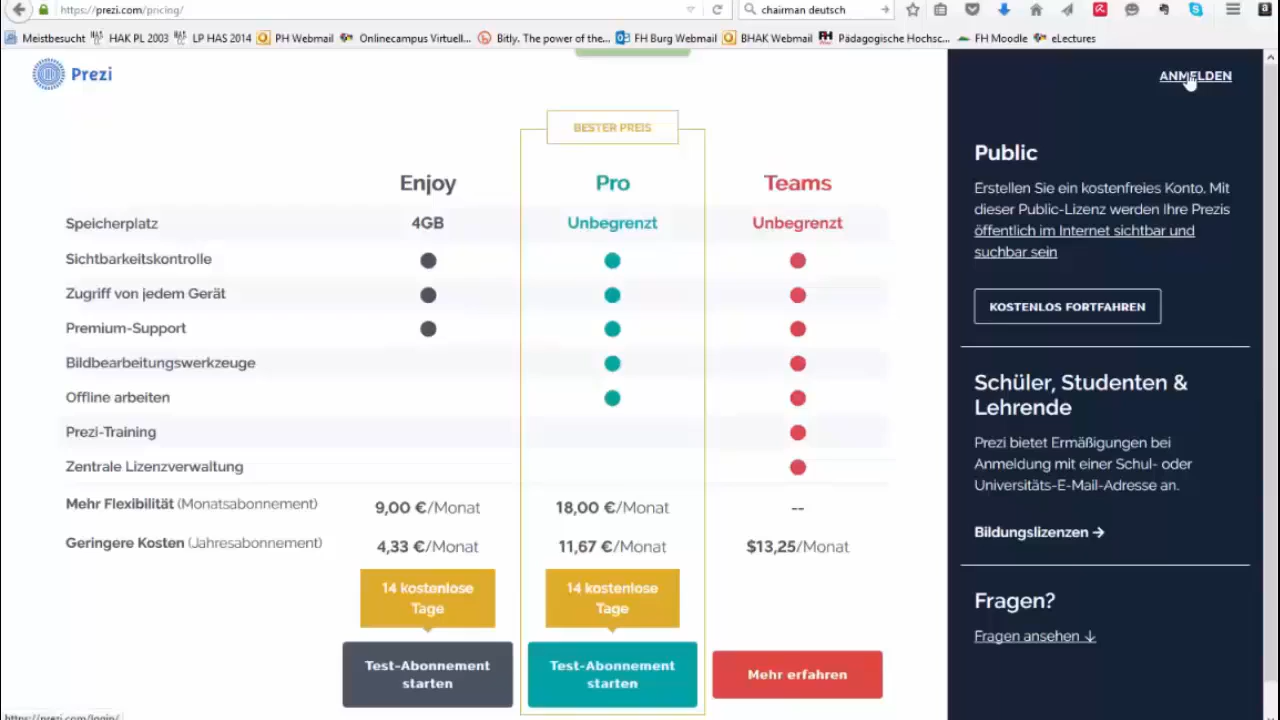 https://prezi.com/pricing/
chairman deutsch
Meistbesucht HAK PL 2003 LP HAS 2014 PH Webmail Onlinecampus Virtuell... Bitly. The power of the... FH Burg Webmail BHAK Webmail Pädagogische Hochsc... FH Moodle eLectures
Prezi
ANMELDEN
BESTER PREIS
Enjoy Pro Teams
Speicherplatz 4GB Unbegrenzt Unbegrenzt
Sichtbarkeitskontrolle
Zugriff von jedem Gerät
Premium-Support
Bildbearbeitungswerkzeuge
Offline arbeiten
Prezi-Training
Zentrale Lizenzverwaltung
Mehr Flexibilität (Monatsabonnement) 9,00 €/Monat 18,00 €/Monat --
Geringere Kosten (Jahresabonnement) 4,33 €/Monat 11,67 €/Monat $13,25/Monat
14 kostenlose
Tage
14 kostenlose
Tage
Test-Abonnement
starten
Test-Abonnement
starten
Mehr erfahren
Public
Erstellen Sie ein kostenfreies Konto. Mit
dieser Public-Lizenz werden Ihre Prezis
öffentlich im Internet sichtbar und
suchbar sein
KOSTENLOS FORTFAHREN
Schüler, Studenten &
Lehrende
Prezi bietet Ermäßigungen bei
Anmeldung mit einer Schul- oder
Universitäts-E-Mail-Adresse an.
Bildungslizenzen →
Fragen?
Fragen ansehen ↓
https://prezi.com/login/